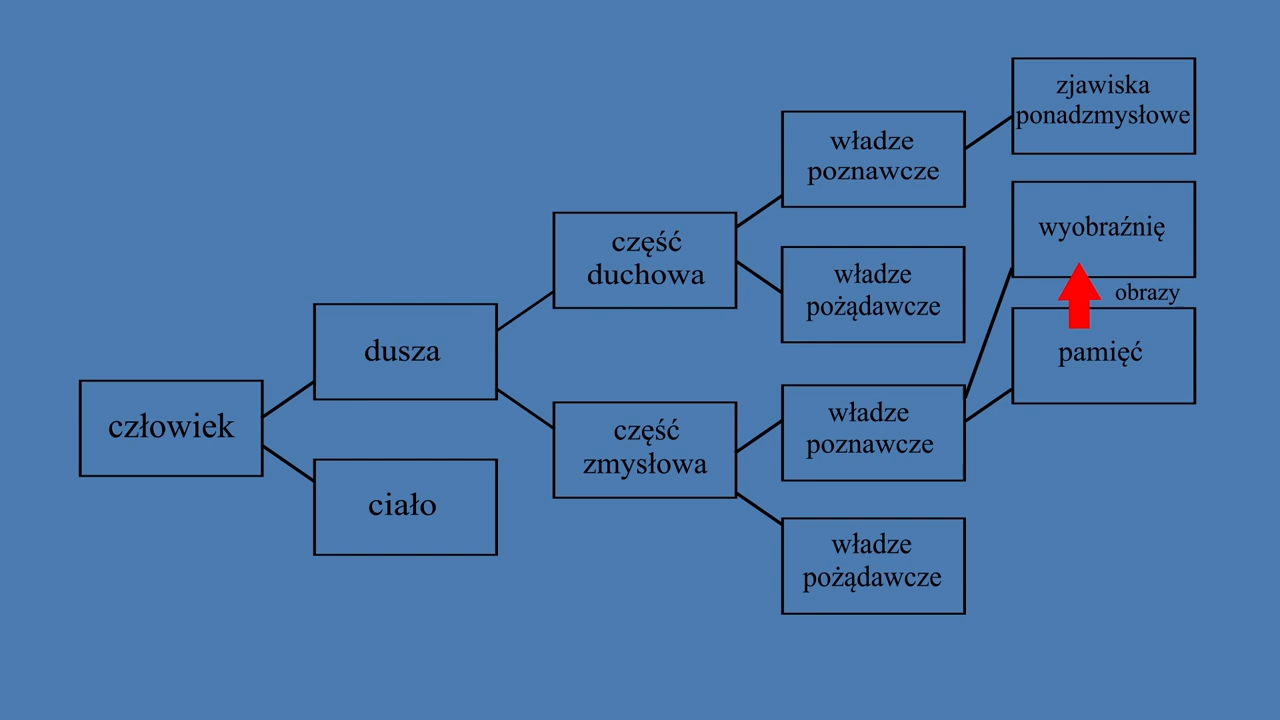 człowiek
dusza
ciało
część
duchowa
część
zmysłowa
władze
poznawcze
władze
pożądawcze
władze
poznawcze
władze
pożądawcze
zjawiska
ponadzmysłowe
wyobraźnię
obrazy
pamięć